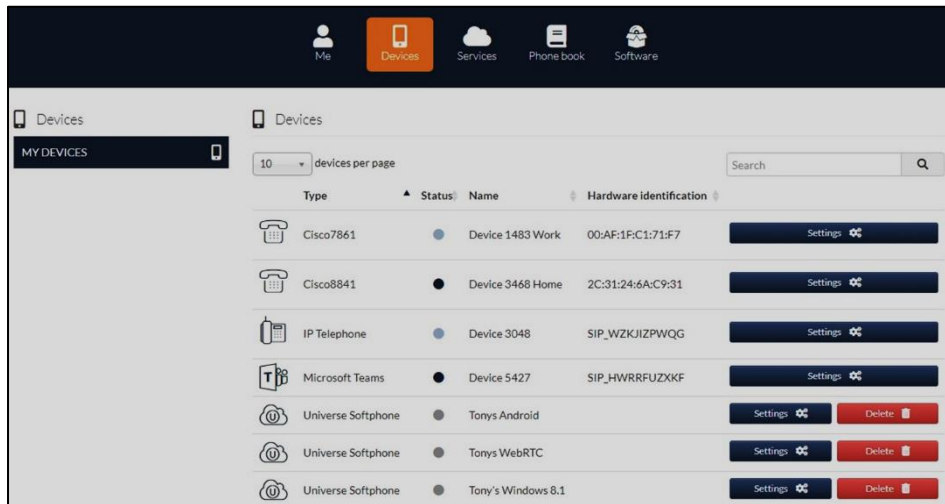 Me Devices Services Phone book Software
Devices
MY DEVICES
Devices
10 devices per page Search
Type Status Name Hardware identification
Cisco7861 Device 1483 Work 00:AF:1F:C1:71:F7 Settings
Cisco8841 Device 3468 Home 2C:31:24:6A:C9:31 Settings
IP Telephone Device 3048 SIP_WZKJIZPWQG Settings
T Microsoft Teams Device 5427 SIP_HWRRFUZXKF Settings
U Universe Softphone Tonys Android Settings Delete
U Universe Softphone Tonys WebRTC Settings Delete
U Universe Softphone Tony's Windows 8.1 Settings Delete